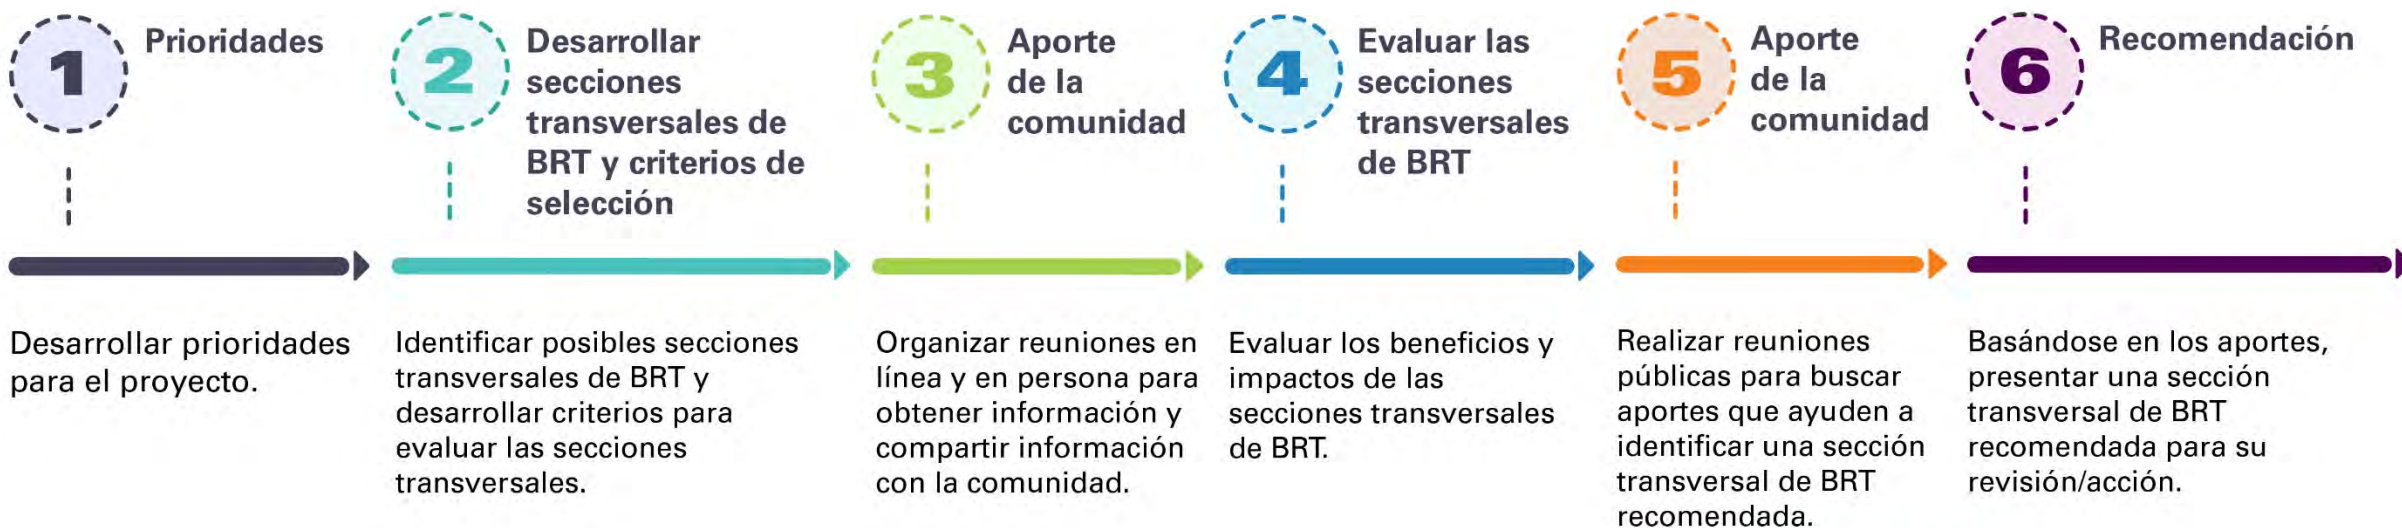 1
Prioridades
Desarrollar prioridades
para el proyecto.
2
Desarrollar
secciones
transversales de
BRT y criterios de
selección
Identificar posibles secciones
transversales de BRT y
desarrollar criterios para
evaluar las secciones
transversales.
3
Aporte
de la
comunidad
Organizar reuniones en
línea y en persona para
obtener información y
compartir información
con la comunidad.
4
Evaluar las
secciones
transversales
de BRT
Evaluar los beneficios y
impactos de las
secciones transversales
de BRT.
5
Aporte
de la
comunidad
Realizar reuniones
públicas para buscar
aportes que ayuden a
identificar una sección
transversal de BRT
recomendada.
6
Recomendación
Basándose en los aportes,
presentar una sección
transversal de BRT
recomendada para su
revisión/acción.